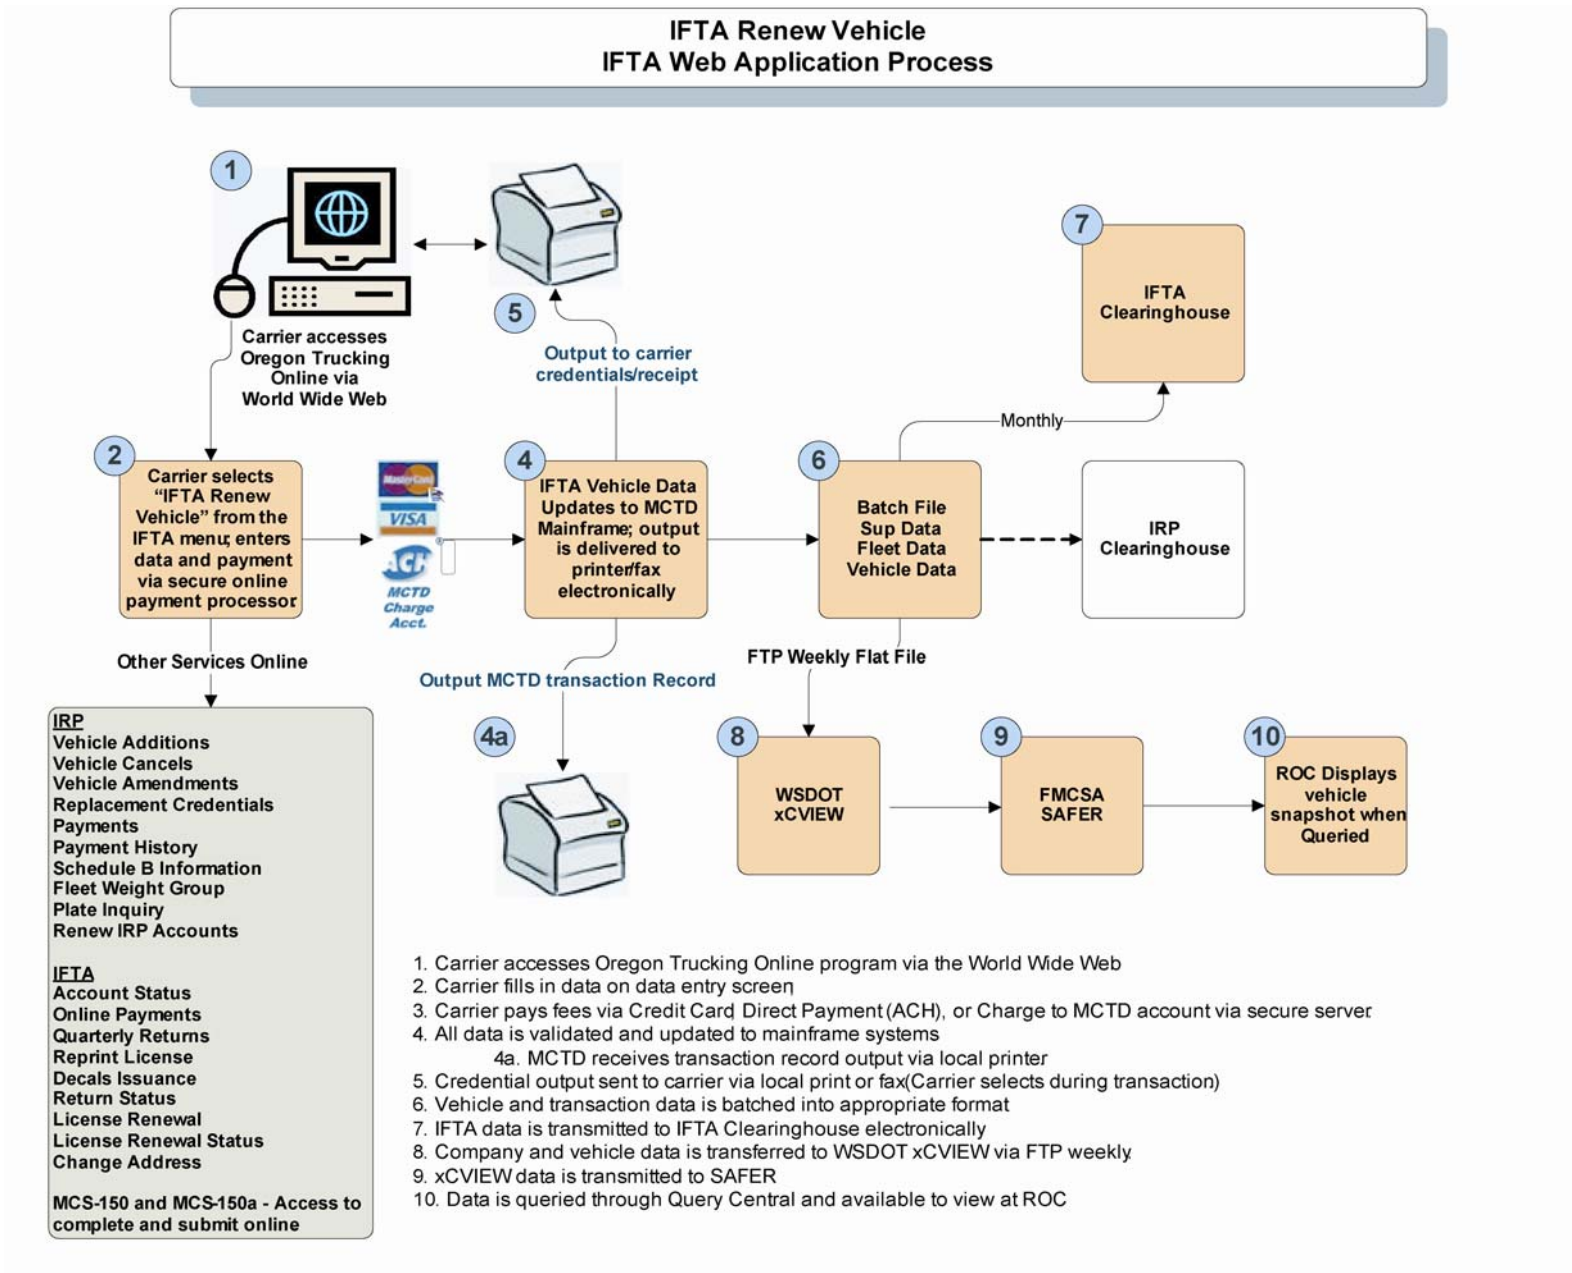 IFTA Renew Vehicle
IFTA Web Application Process
1
5
7
IFTA
Clearinghouse
Carrier accesses
Oregon Trucking
Online via
World Wide Web
Output to carrier
credentials/receipt
Monthly
2
Carrier selects
“IFTA Renew
Vehicle” from the
IFTA menu; enters
data and payment
via secure online
payment processor.
MasterCard
VISA
ACH
MCTD
Charge
Acct.
4
IFTA Vehicle Data
Updates to MCTD
Mainframe; output
is delivered to
printer/fax
electronically
6
Batch File
Sup Data
Fleet Data
Vehicle Data
IRP
Clearinghouse
Other Services Online
Output MCTD transaction Record
FTP Weekly Flat File
4a
8
WSDOT
xCVIEW
9
FMCSA
SAFER
10
ROC Displays
vehicle
snapshot when
Queried
IRP
Vehicle Additions
Vehicle Cancels
Vehicle Amendments
Replacement Credentials
Payments
Payment History
Schedule B Information
Fleet Weight Group
Plate Inquiry
Renew IRP Accounts
IFTA
Account Status
Online Payments
Quarterly Returns
Reprint License
Decals Issuance
Return Status
License Renewal
License Renewal Status
Change Address
MCS-150 and MCS-150a - Access to
complete and submit online
1. Carrier accesses Oregon Trucking Online program via the World Wide Web
2. Carrier fills in data on data entry screen;
3. Carrier pays fees via Credit Card, Direct Payment (ACH), or Charge to MCTD account via secure server.
4. All data is validated and updated to mainframe systems
4a. MCTD receives transaction record output via local printer
5. Credential output sent to carrier via local print or fax(Carrier selects during transaction)
6. Vehicle and transaction data is batched into appropriate format
7. IFTA data is transmitted to IFTA Clearinghouse electronically
8. Company and vehicle data is transferred to WSDOT xCVIEW via FTP weekly.
9. xCVIEW data is transmitted to SAFER
10. Data is queried through Query Central and available to view at ROC